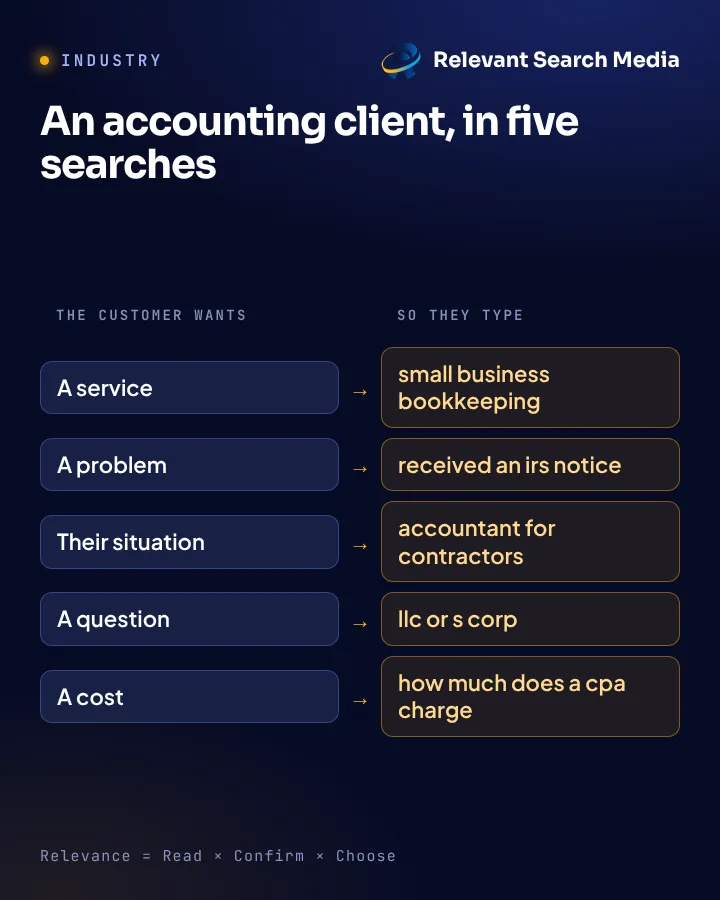 INDUSTRY
Relevant Search Media
An accounting client, in five
searches
THE CUSTOMER WANTS
SO THEY TYPE
A service
→
small business
bookkeeping
A problem
→
received an irs notice
Their situation
→
accountant for
contractors
A question
→
llc or s corp
A cost
→
how much does a cpa
charge
Relevance = Read × Confirm × Choose